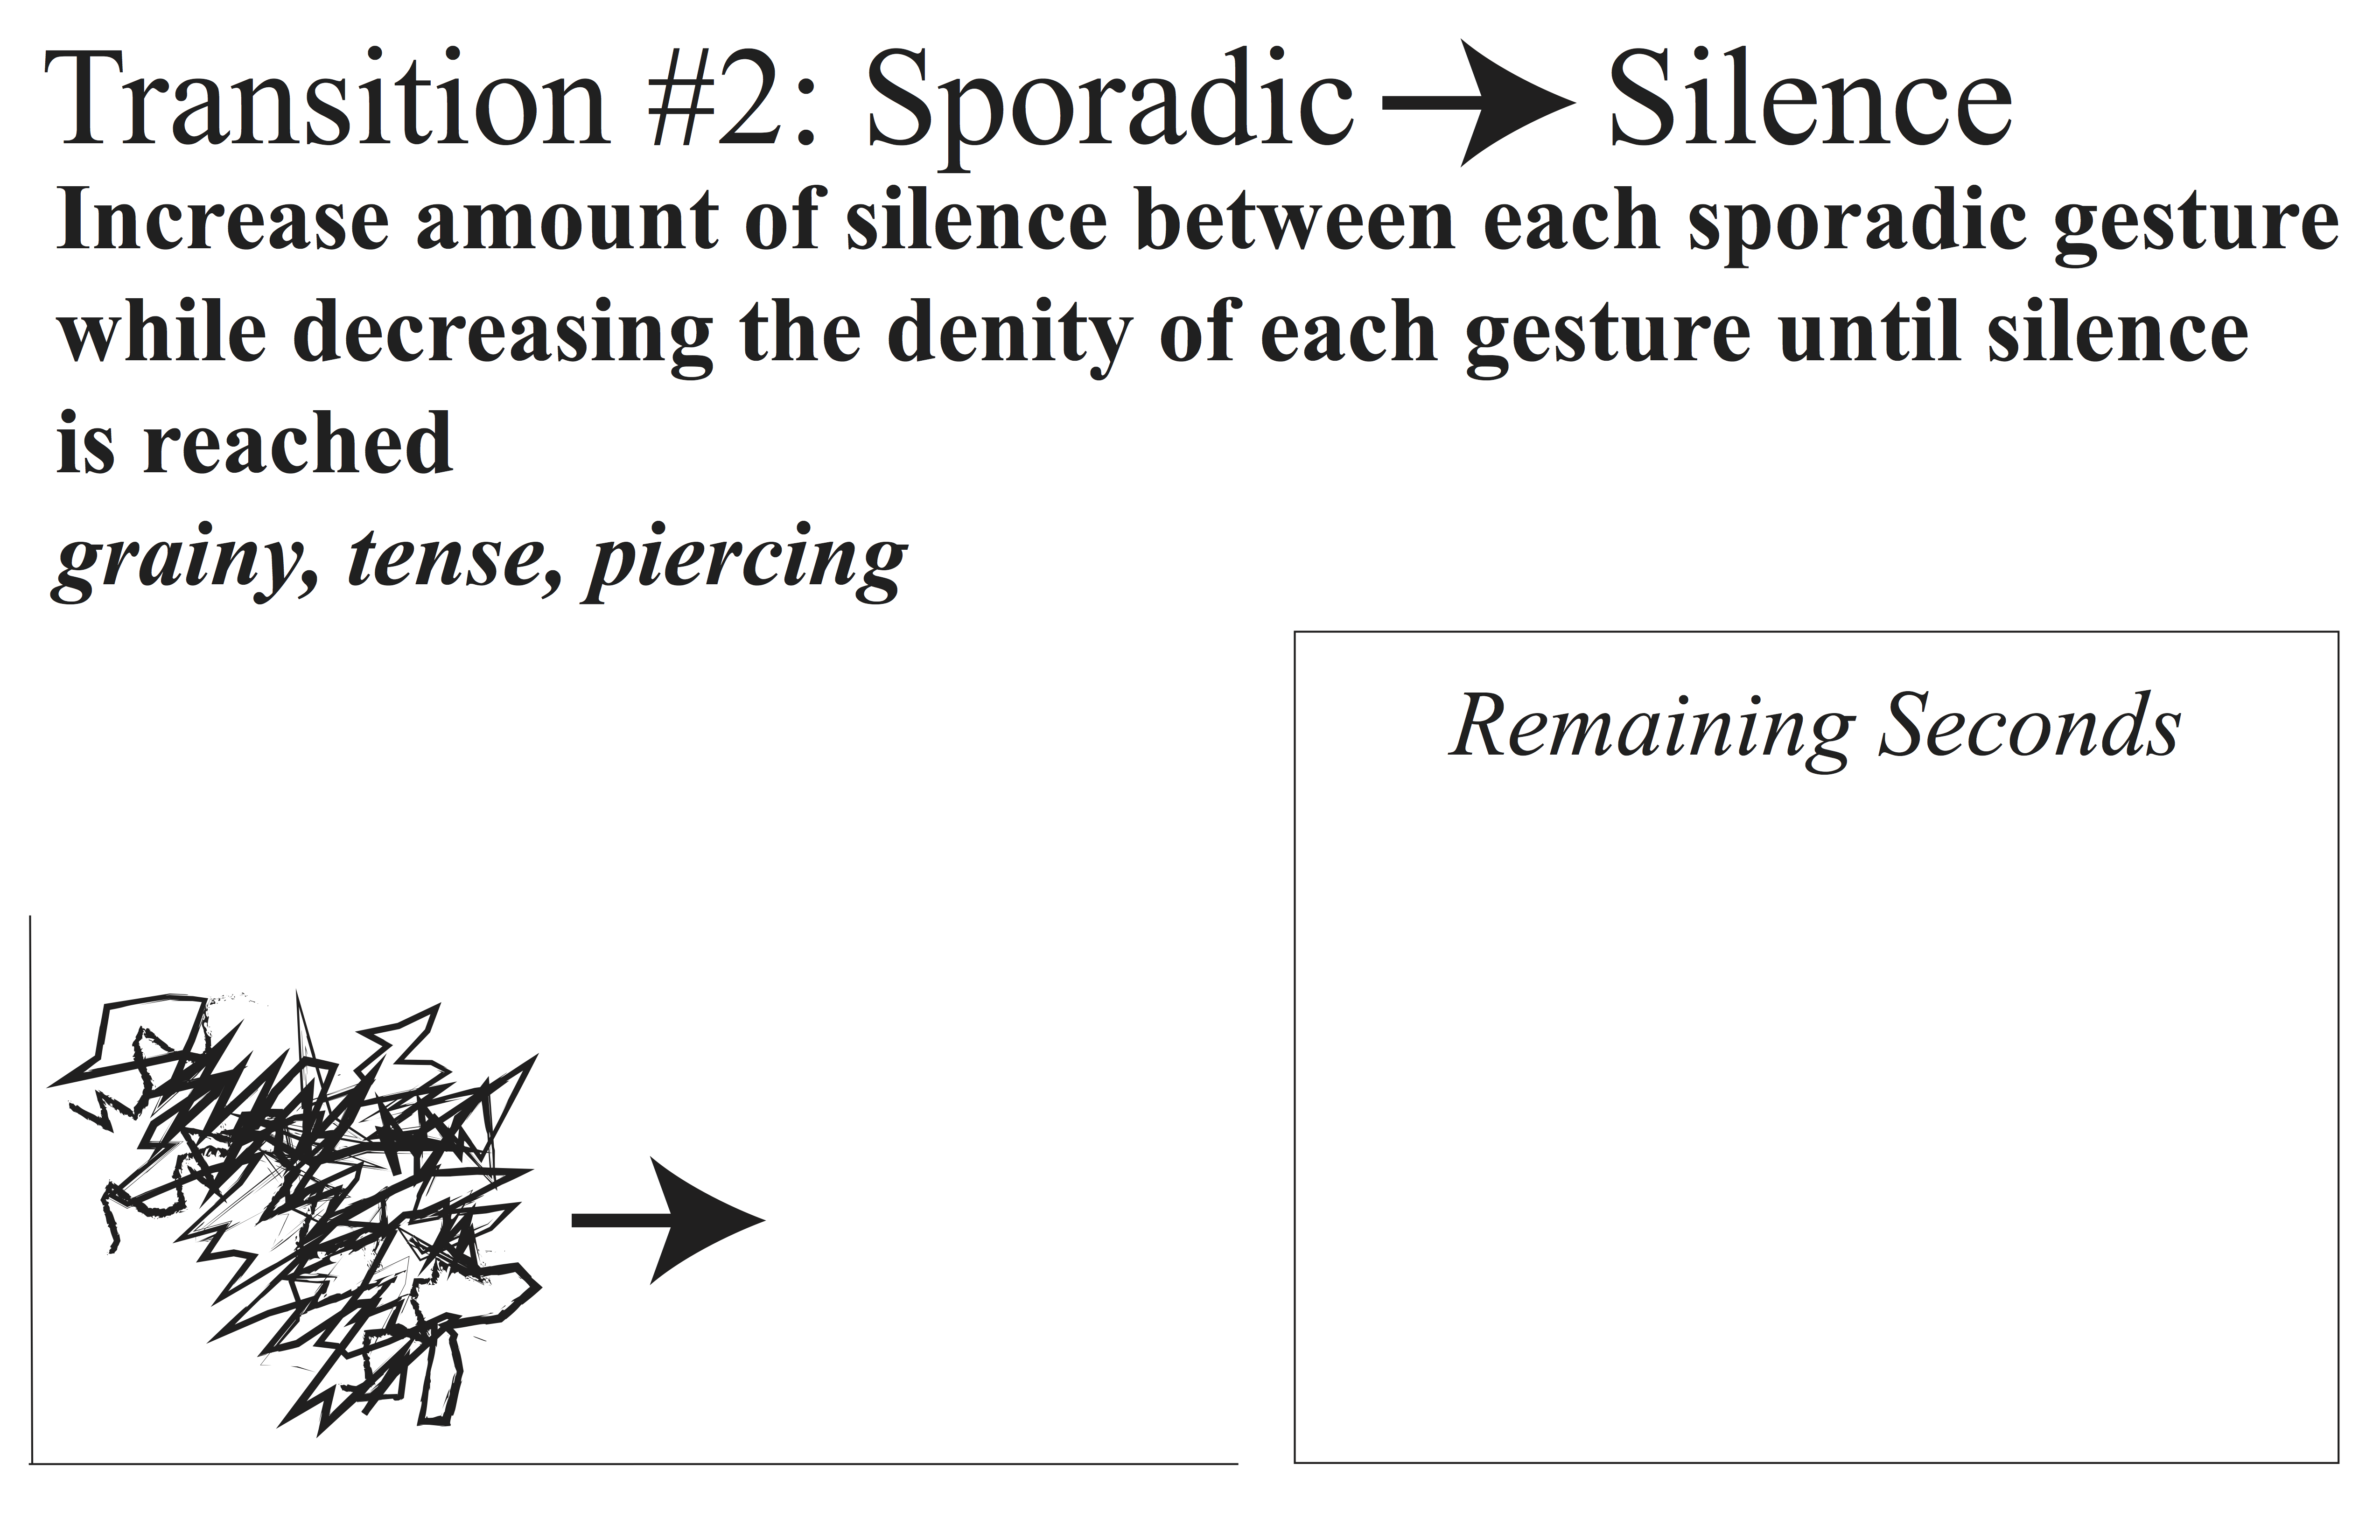 Transition #2: Sporadic → Silence
Increase amount of silence between each sporadic gesture
while decreasing the denity of each gesture until silence
is reached
grainy, tense, piercing
Remaining Seconds